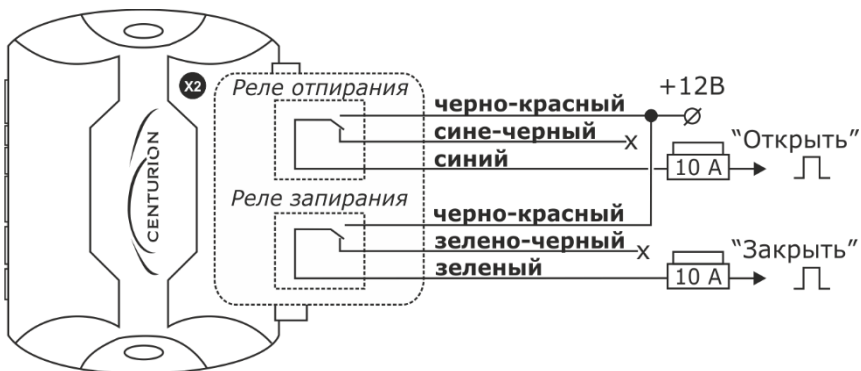 X2
CENTURION
Реле отпирания
черно-красный
+12В
сине-черный
x
"Открыть"
синий
10 А
Реле запирания
черно-красный
зелено-черный
x
"Закрыть"
зеленый
10 А